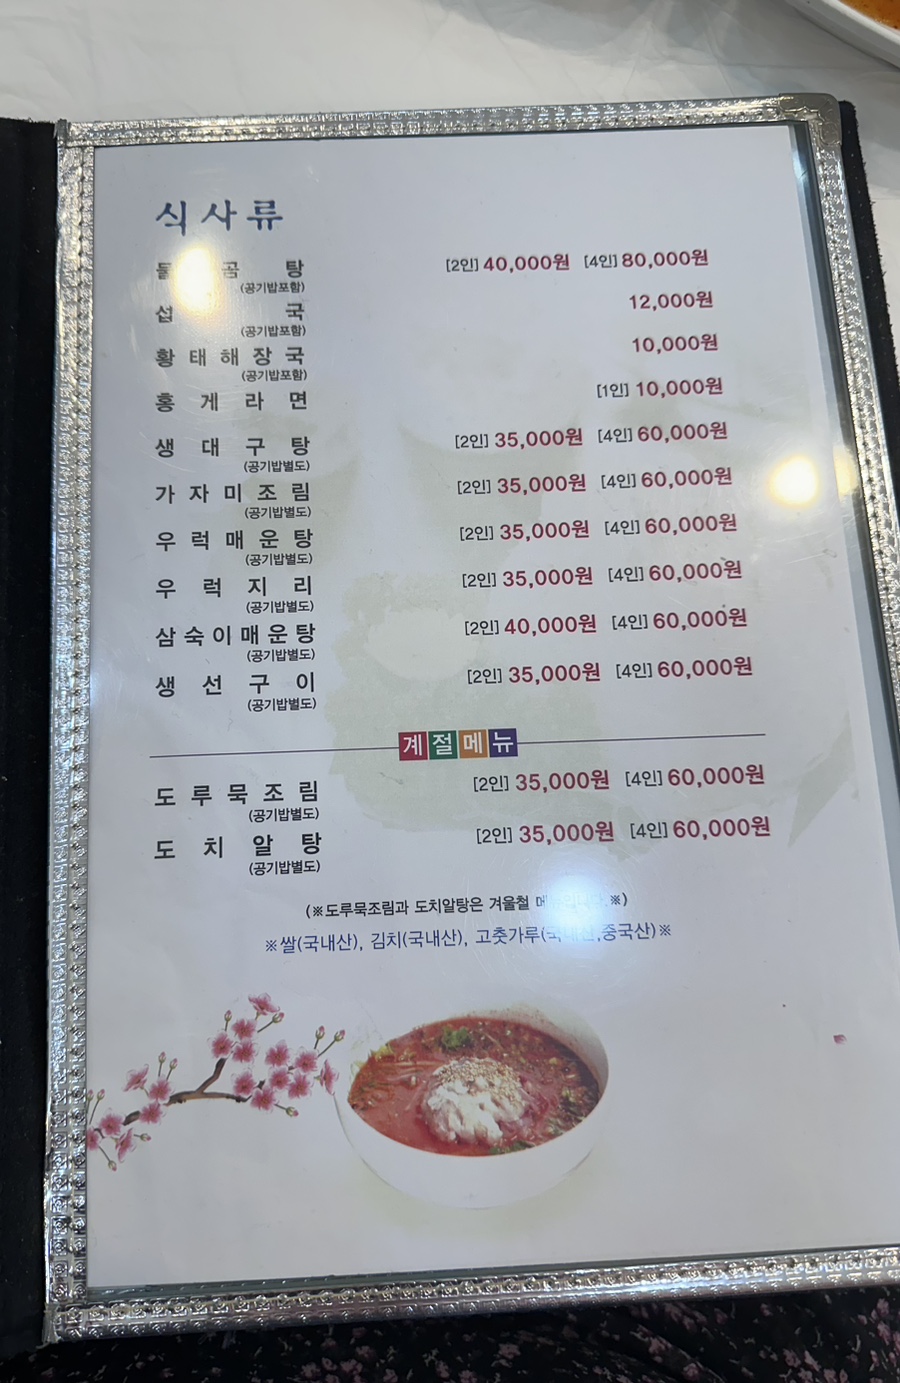 식사류
곰 탕 [2인] 40,000원 [4인] 80,000원
(공기밥포함)
섭 국 12,000원
(공기밥포함)
황 태 해 장 국 10,000원
(공기밥포함)
홍 게 라 면 [1인] 10,000원
생 대 구 탕 [2인] 35,000원 [4인] 60,000원
(공기밥별도)
가 자 미 조 림 [2인] 35,000원 [4인] 60,000원
(공기밥별도)
우 럭 매 운 탕 [2인] 35,000원 [4인] 60,000원
(공기밥별도)
우 럭 지 리 [2인] 35,000원 [4인] 60,000원
(공기밥별도)
삼 숙 이 매 운 탕 [2인] 40,000원 [4인] 60,000원
(공기밥별도)
생 선 구 이 [2인] 35,000원 [4인] 60,000원
(공기밥별도)
계절메뉴
도 루 묵 조 림 [2인] 35,000원 [4인] 60,000원
(공기밥별도)
도 치 알 탕 [2인] 35,000원 [4인] 60,000원
(공기밥별도)
(※도루묵조림과 도치알탕은 겨울철 메뉴입니다.※)
※쌀(국내산), 김치(국내산), 고춧가루(국내산,중국산)※